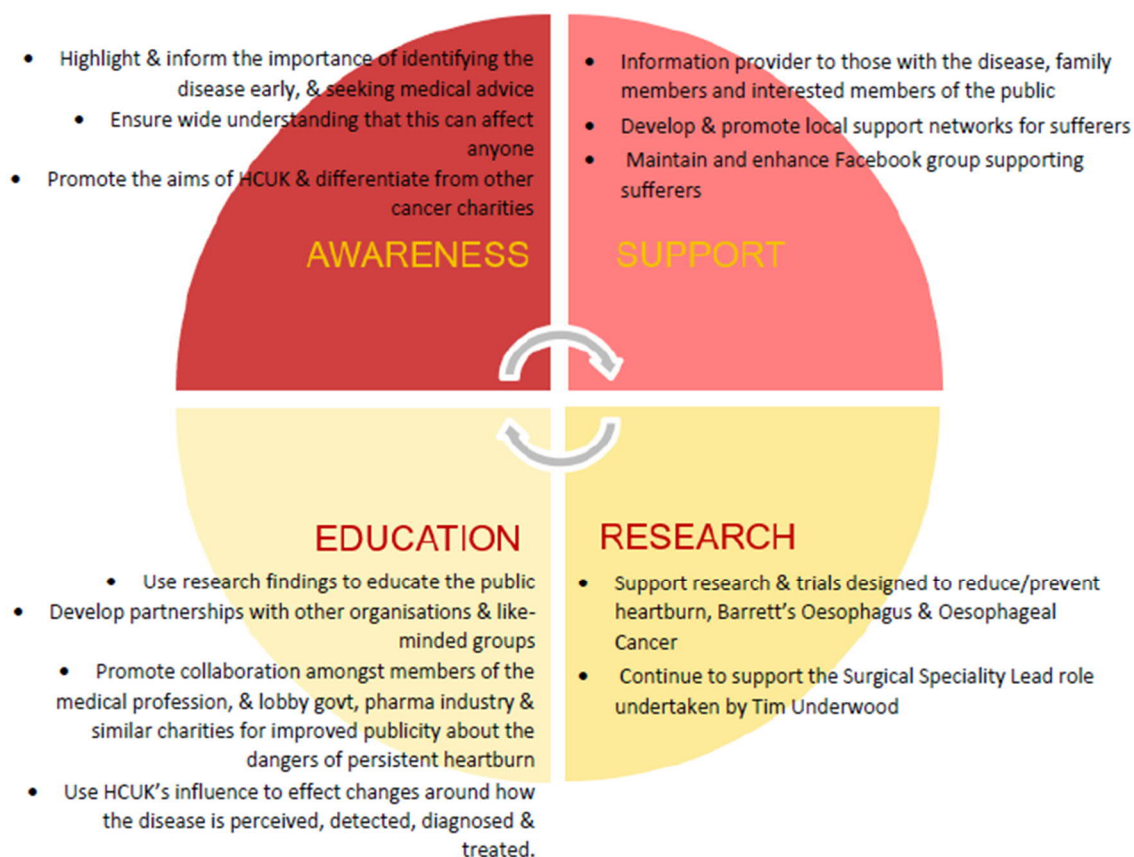 • Highlight & inform the importance of identifying the
disease early, & seeking medical advice
• Ensure wide understanding that this can affect
anyone
• Promote the aims of HCUK & differentiate from other
cancer charities
AWARENESS
• Information provider to those with the disease, family
members and interested members of the public
• Develop & promote local support networks for sufferers
• Maintain and enhance Facebook group supporting
sufferers
SUPPORT
EDUCATION
• Use research findings to educate the public
• Develop partnerships with other organisations & like-
minded groups
• Promote collaboration amongst members of the
medical profession, & lobby govt, pharma industry &
similar charities for improved publicity about the
dangers of persistent heartburn
• Use HCUK’s influence to effect changes around how
the disease is perceived, detected, diagnosed &
treated.
RESEARCH
• Support research & trials designed to reduce/prevent
heartburn, Barrett’s Oesophagus & Oesophageal
Cancer
• Continue to support the Surgical Speciality Lead role
undertaken by Tim Underwood